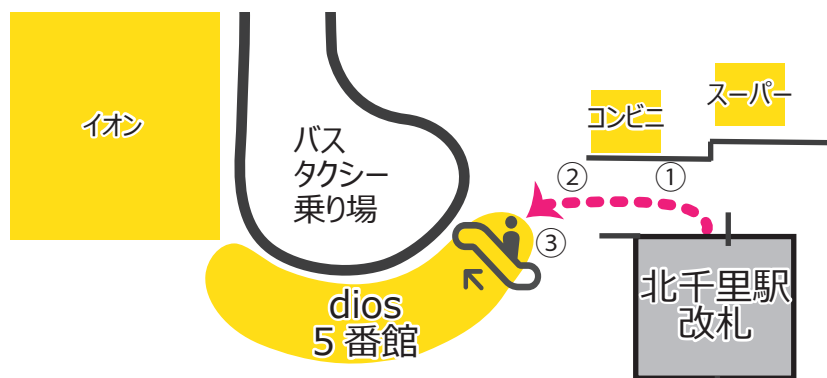 イオン
バス
タクシー
乗り場
コンビニ
スーパー
②
①
③
dios
5 番館
北千里駅
改札